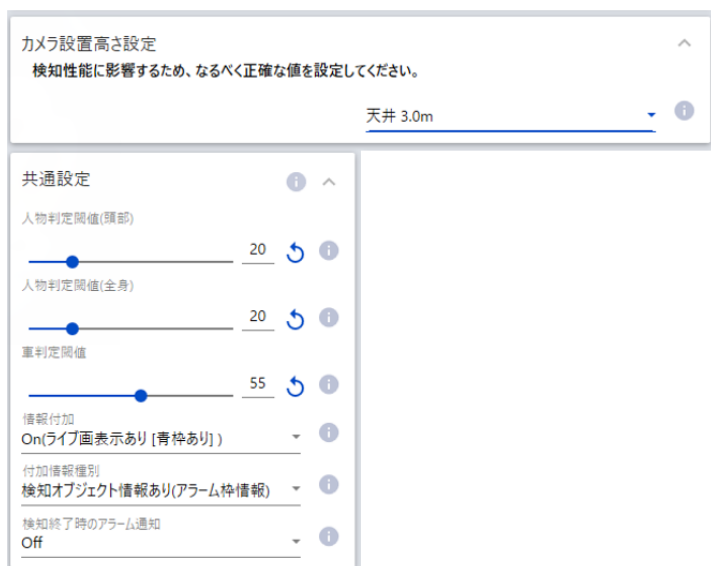 カメラ設置高さ設定
検知性能に影響するため、なるべく正確な値を設定してください。
天井 3.0m
共通設定
人物判定閾値(頭部)
20
人物判定閾値(全身)
20
車判定閾値
55
情報付加
On(ライブ画表示あり [青枠あり] )
付加情報種別
検知オブジェクト情報あり(アラーム枠情報)
検知終了時のアラーム通知
Off